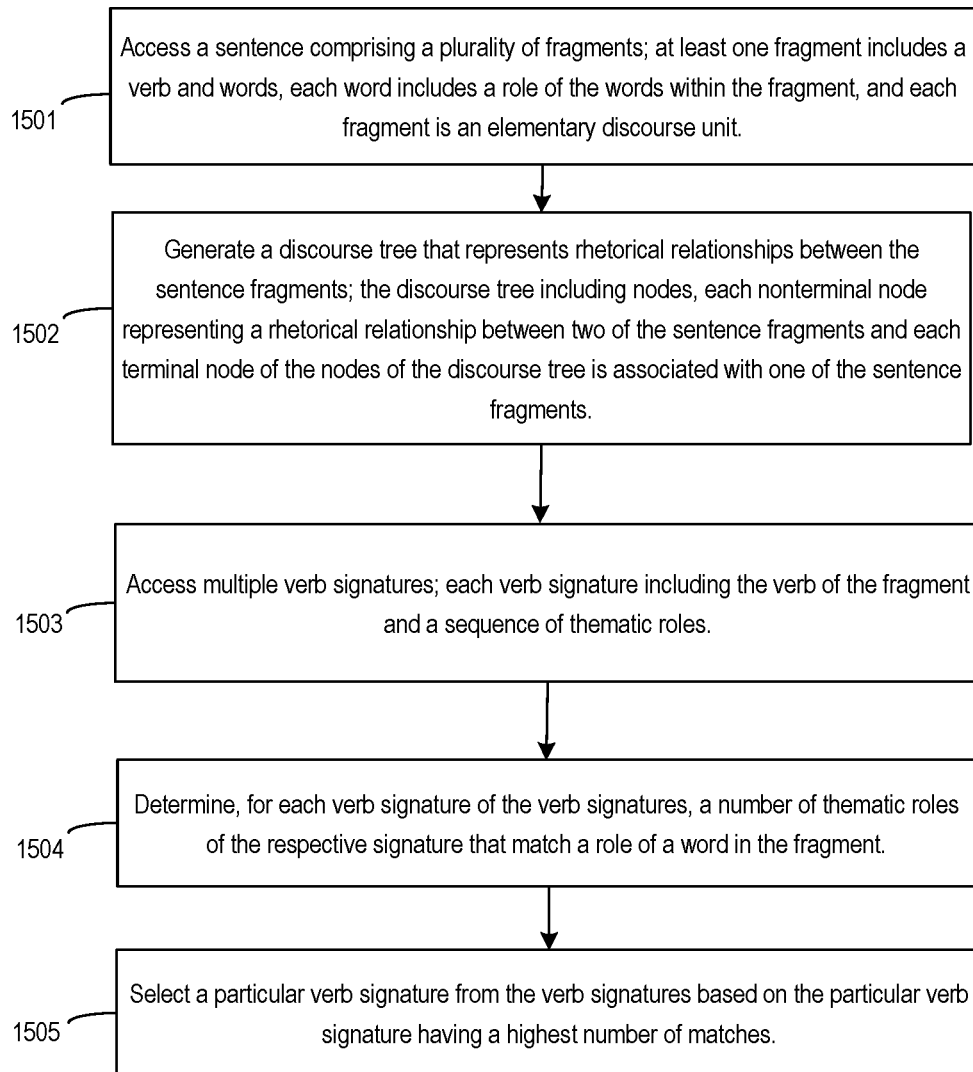 Access a sentence comprising a plurality of fragments; at least one fragment includes a
verb and words, each word includes a role of the words within the fragment, and each
fragment is an elementary discourse unit.
1501
Generate a discourse tree that represents rhetorical relationships between the
sentence fragments; the discourse tree including nodes, each nonterminal node
representing a rhetorical relationship between two of the sentence fragments and each
terminal node of the nodes of the discourse tree is associated with one of the sentence
fragments.
1502
Access multiple verb signatures; each verb signature including the verb of the fragment
and a sequence of thematic roles.
1503
Determine, for each verb signature of the verb signatures, a number of thematic roles
of the respective signature that match a role of a word in the fragment.
1504
Select a particular verb signature from the verb signatures based on the particular verb
signature having a highest number of matches.
1505